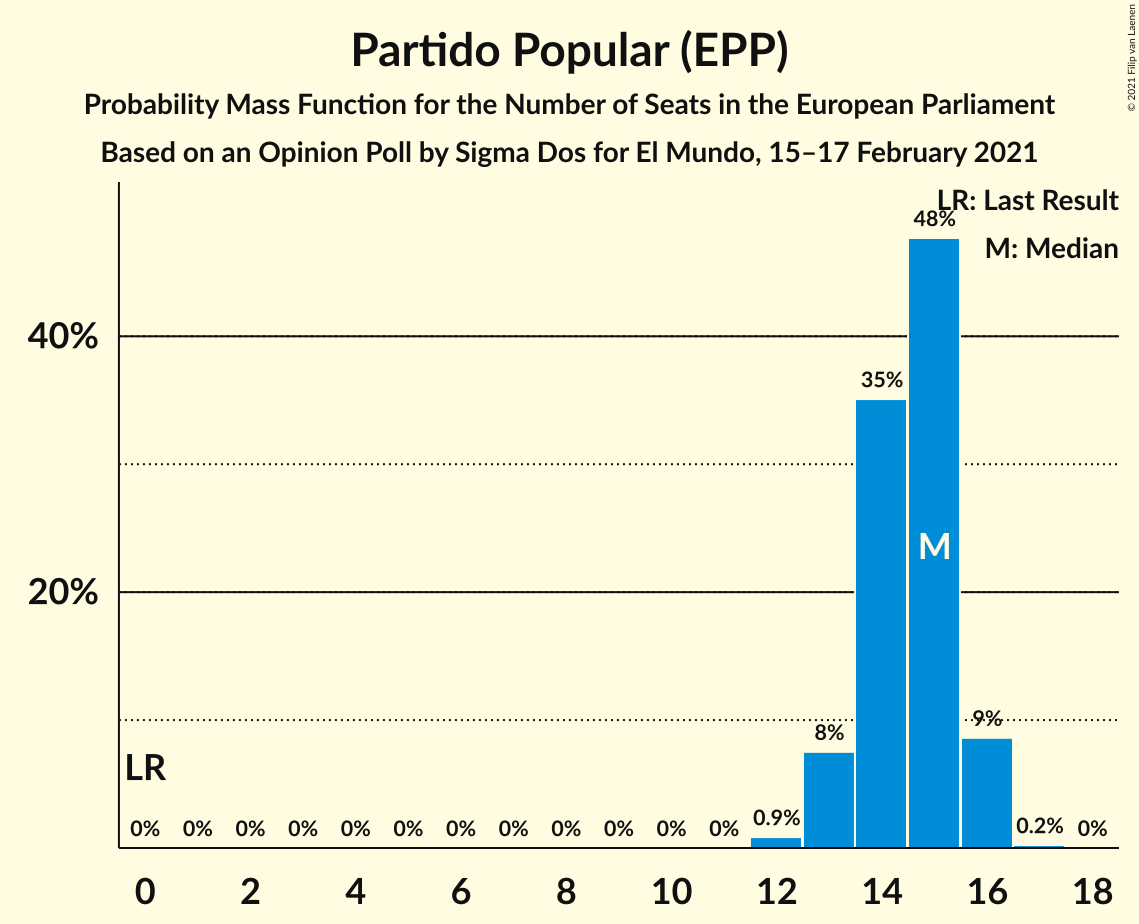 Partido Popular (EPP)
Probability Mass Function for the Number of Seats in the European Parliament
Based on an Opinion Poll by Sigma Dos for El Mundo, 15–17 February 2021
© 2021 Filip van Laenen
LR: Last Result
M: Median
40%
20%
LR
M
0% 0% 0% 0% 0% 0% 0% 0% 0% 0% 0% 0% 0.9% 8% 35% 48% 9% 0.2% 0%
0 2 4 6 8 10 12 14 16 18